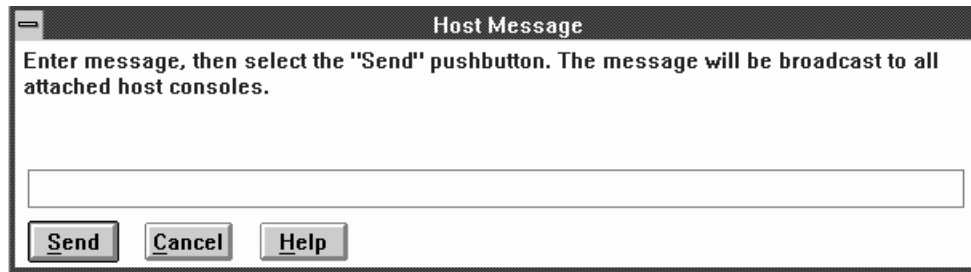 Host Message
Enter message, then select the "Send" pushbutton. The message will be broadcast to all
attached host consoles.
Send Cancel Help